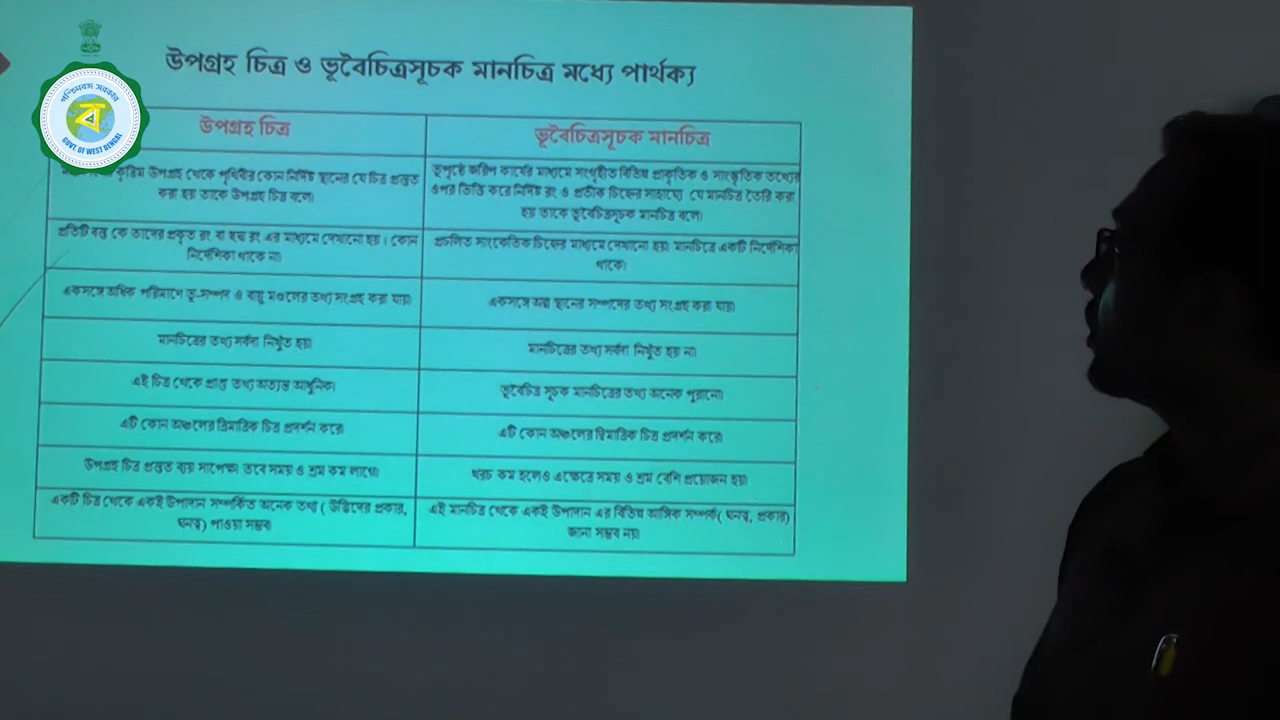 উপগ্রহ চিত্র ও ভূবৈচিত্রসূচক মানচিত্র মধ্যে পার্থক্য
পশ্চিমবঙ্গ সরকার
ব
GOVT. OF WEST BENGAL
উপগ্রহ চিত্র
ভূবৈচিত্রসূচক মানচিত্র
কৃত্রিম উপগ্রহ থেকে পৃথিবীর কোন নির্দিষ্ট স্থানের যে চিত্র প্রস্তুত
করা হয় তাকে উপগ্রহ চিত্র বলে।
ভূপৃষ্ঠে জরিপ কার্যের মাধ্যমে সংগৃহীত বিভিন্ন প্রাকৃতিক ও সাংস্কৃতিক তথ্যের
ওপর ভিত্তি করে নির্দিষ্ট রং ও প্রতীক চিহ্নের সাহায্যে যে মানচিত্র তৈরি করা
হয় তাকে ভূবৈচিত্রসূচক মানচিত্র বলে।
প্রতিটি বস্তু কে তাদের প্রকৃত রং বা ছদ্ম রং এর মাধ্যমে দেখানো হয়। কোন
নির্দেশিকা থাকে না।
প্রচলিত সাংকেতিক চিহ্নের মাধ্যমে দেখানো হয়। মানচিত্রে একটি নির্দেশিকা
থাকে।
একসঙ্গে অধিক পরিমাণে ভূ-সম্পদ ও বায়ু মণ্ডলের তথ্য সংগ্রহ করা যায়।
একসঙ্গে অল্প স্থানের সম্পদের তথ্য সংগ্রহ করা যায়।
মানচিত্রের তথ্য সর্বদা নিখুঁত হয়।
মানচিত্রের তথ্য সর্বদা নিখুঁত হয় না।
এই চিত্র থেকে প্রাপ্ত তথ্য অত্যন্ত আধুনিক।
ভূবৈচিত্র সূচক মানচিত্রের তথ্য অনেক পুরানো।
এটি কোন অঞ্চলের ত্রিমাত্রিক চিত্র প্রদর্শন করে।
এটি কোন অঞ্চলের দ্বিমাত্রিক চিত্র প্রদর্শন করে।
উপগ্রহ চিত্র প্রস্তুত ব্যয় সাপেক্ষ। তবে সময় ও শ্রম কম লাগে।
খরচ কম হলেও এক্ষেত্রে সময় ও শ্রম বেশি প্রয়োজন হয়।
একটি চিত্র থেকে একই উপাদান সম্পর্কিত অনেক তথ্য ( উদ্ভিদের প্রকার,
ঘনত্ব) পাওয়া সম্ভব।
এই মানচিত্র থেকে একই উপাদান এর বিভিন্ন আঙ্গিক সম্পর্ক( ঘনত্ব, প্রকার)
জানা সম্ভব নয়।